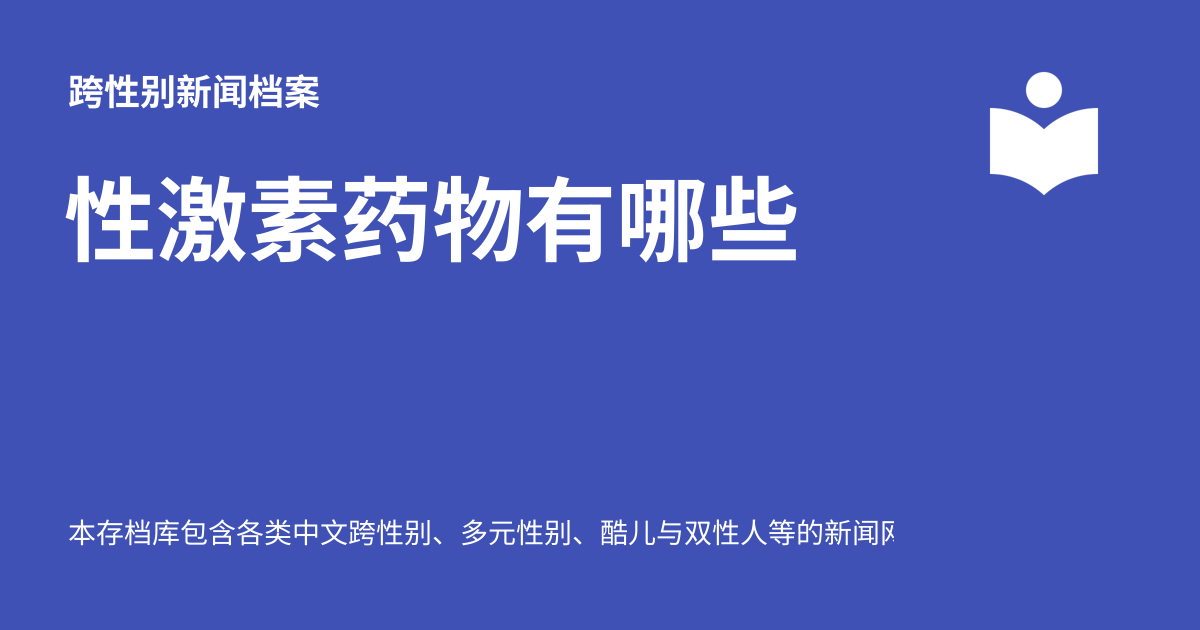 跨性别新闻档案
性激素药物有哪些
本存档库包含各类中文跨性别、多元性别、酷儿与双性人等的新闻